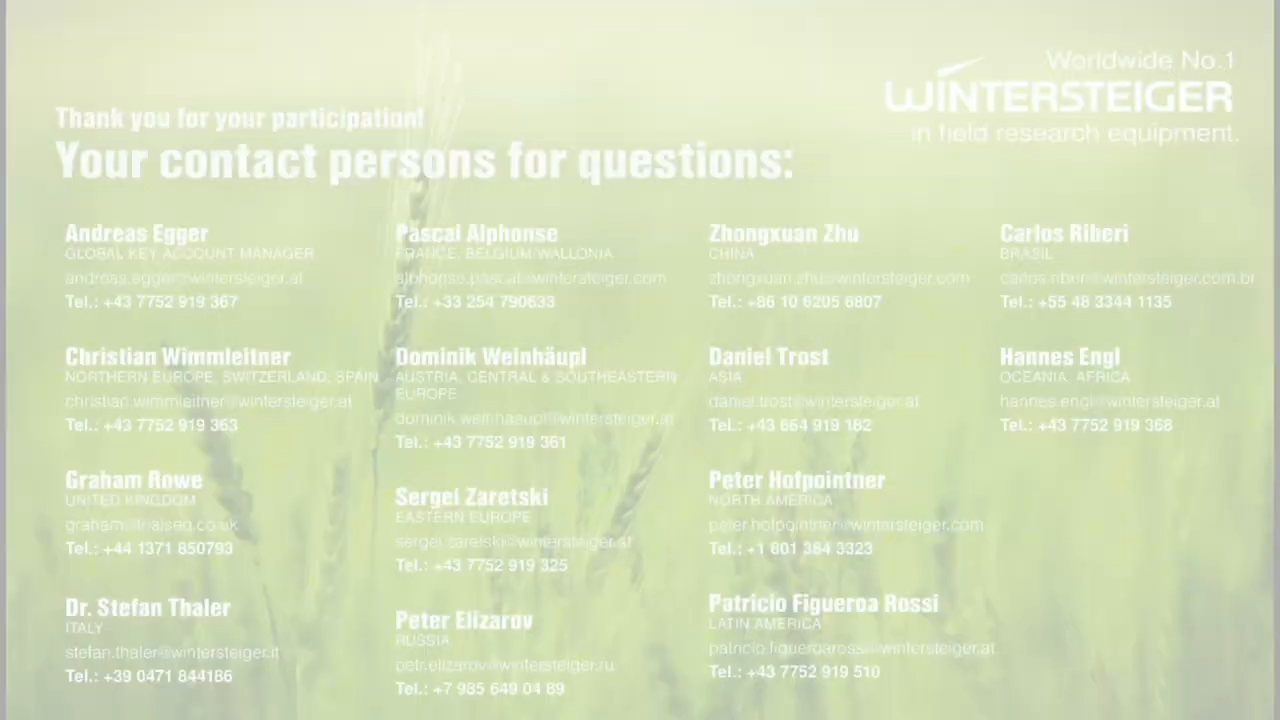 Worldwide No.1
WINTERSTEIGER
in field research equipment.
Thank you for your participation!
Your contact persons for questions:
Andreas Egger
GLOBAL KEY ACCOUNT MANAGER
andreas.egger@wintersteiger.at
Tel.: +43 7752 919 367
Christian Wimmleitner
NORTHERN EUROPE, SWITZERLAND, SPAIN
christian.wimmleitner@wintersteiger.at
Tel.: +43 7752 919 363
Graham Rowe
UNITED KINGDOM
graham@halseq.co.uk
Tel.: +44 1371 850793
Dr. Stefan Thaler
ITALY
stefan.thaler@wintersteiger.it
Tel.: +39 0471 844186
Pascal Alphonse
FRANCE, BELGIUM/WALLONIA
alphonse.pascal@wintersteiger.com
Tel.: +33 254 790633
Dominik Weinhäupl
AUSTRIA, CENTRAL & SOUTHEASTERN
EUROPE
dominik.weinhaeupl@wintersteiger.at
Tel.: +43 7752 919 361
Sergei Zaretski
EASTERN EUROPE
sergei.zaretski@wintersteiger.at
Tel.: +43 7752 919 325
Peter Elizarov
RUSSIA
petr.elizarov@wintersteiger.ru
Tel.: +7 985 649 04 89
Zhongxuan Zhu
CHINA
zhongxuan.zhu@wintersteiger.com
Tel.: +86 10 6205 6807
Daniel Trost
ASIA
daniel.trost@wintersteiger.at
Tel.: +43 664 919 182
Peter Hofpointner
NORTH AMERICA
peter.hofpointner@wintersteiger.com
Tel.: +1 801 384 3323
Patricio Figueroa Rossi
LATIN AMERICA
patricio.figueroarossi@wintersteiger.at
Tel.: +43 7752 919 510
Carlos Riberi
BRASIL
carlos.riberi@wintersteiger.com.br
Tel.: +55 48 3344 1135
Hannes Engl
OCEANIA, AFRICA
hannes.engl@wintersteiger.at
Tel.: +43 7752 919 368